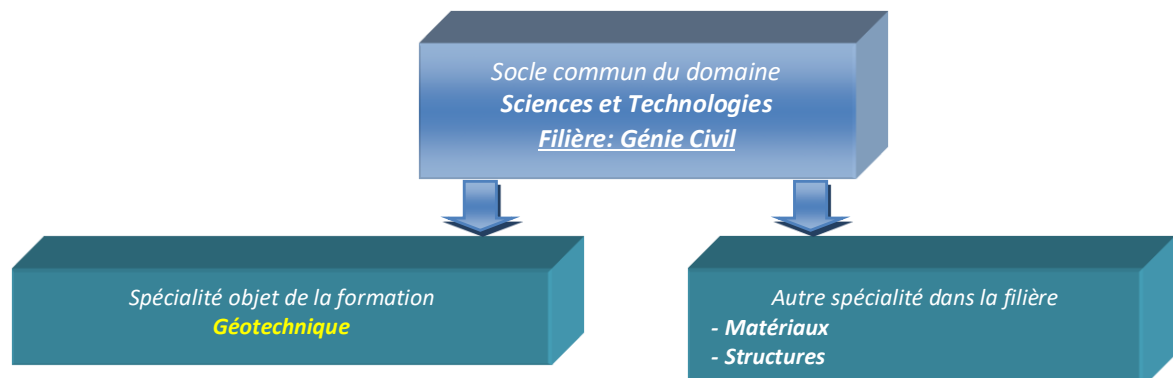 Socle commun du domaine
Sciences et Technologies
Filière: Génie Civil
Spécialité objet de la formation
Géotechnique
Autre spécialité dans la filière
- Matériaux
- Structures